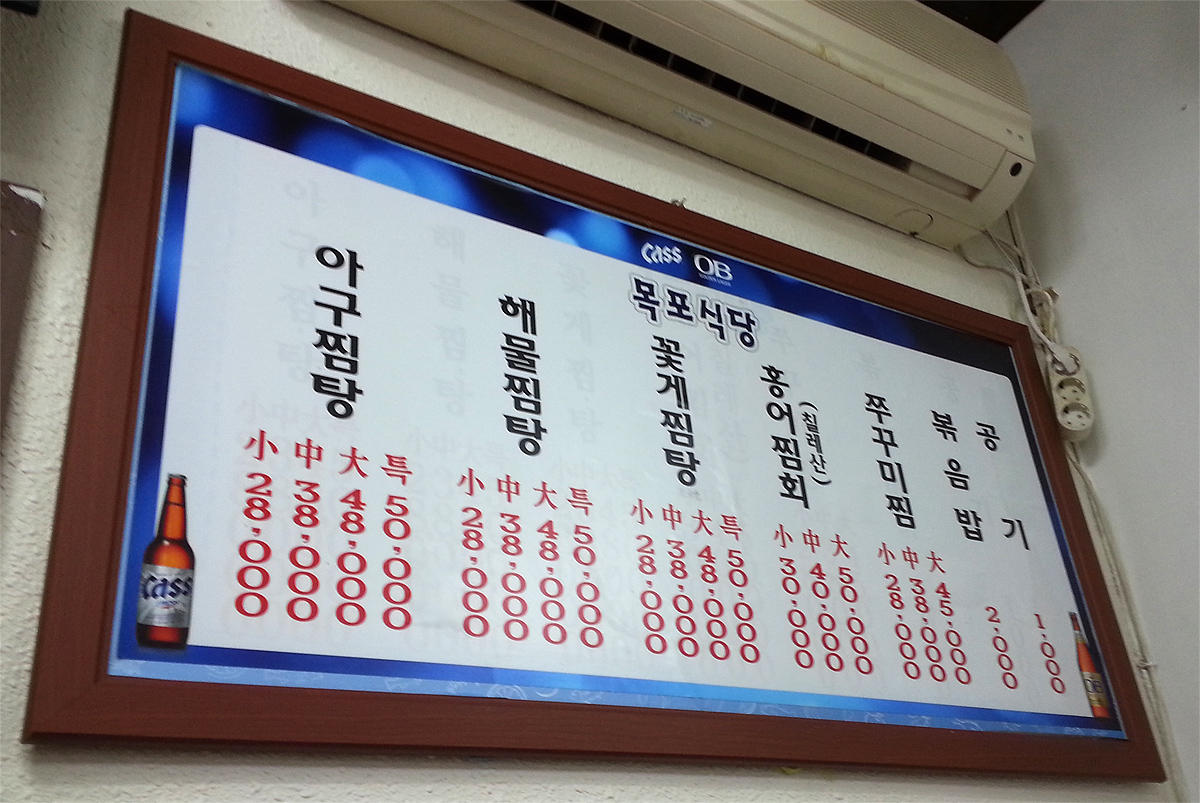 cass OB
목포식당
아구찜탕
小 中 大 특
28,000 38,000 48,000 50,000
해물찜탕
小 中 大 특
28,000 38,000 48,000 50,000
꽃게찜탕
小 中 大 특
28,000 38,000 48,000 50,000
홍어찜회
(칠레산)
小 中 大
30,000 40,000 50,000
쭈꾸미찜
小 中 大
28,000 38,000 45,000
볶음밥
2,000
공기
1,000
Cass
OB